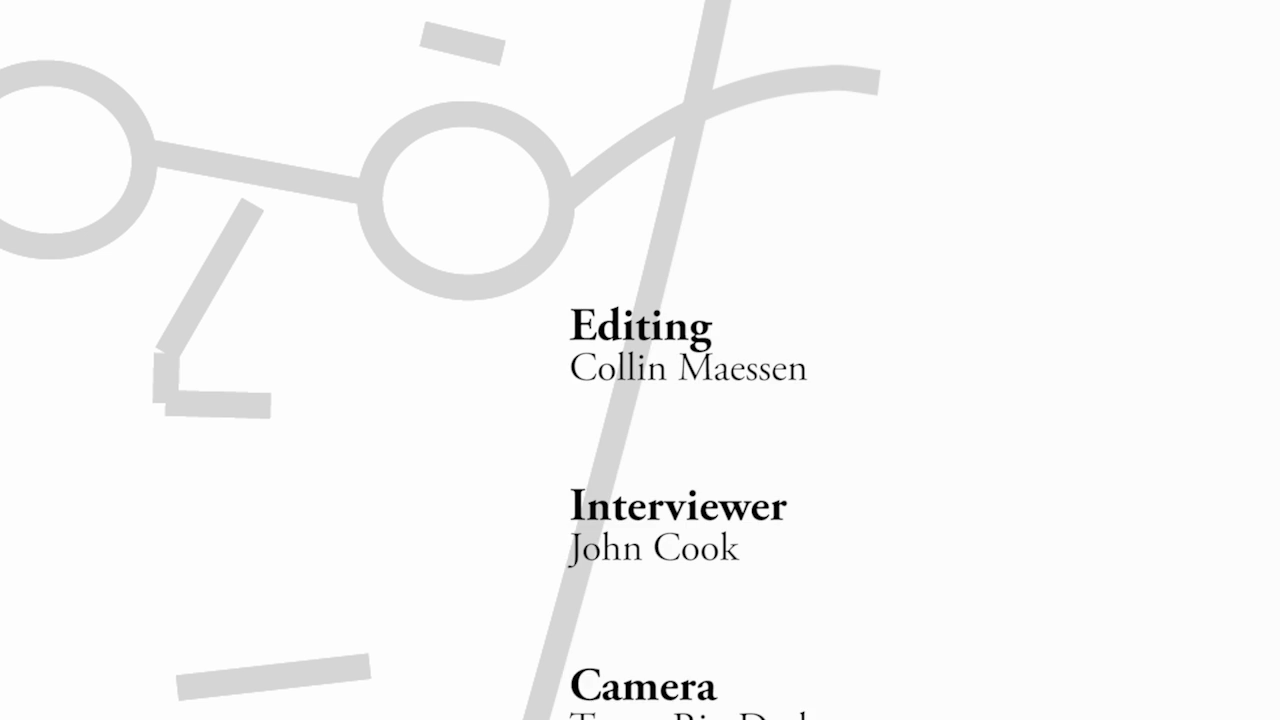 Editing
Collin Maessen
Interviewer
John Cook
Camera